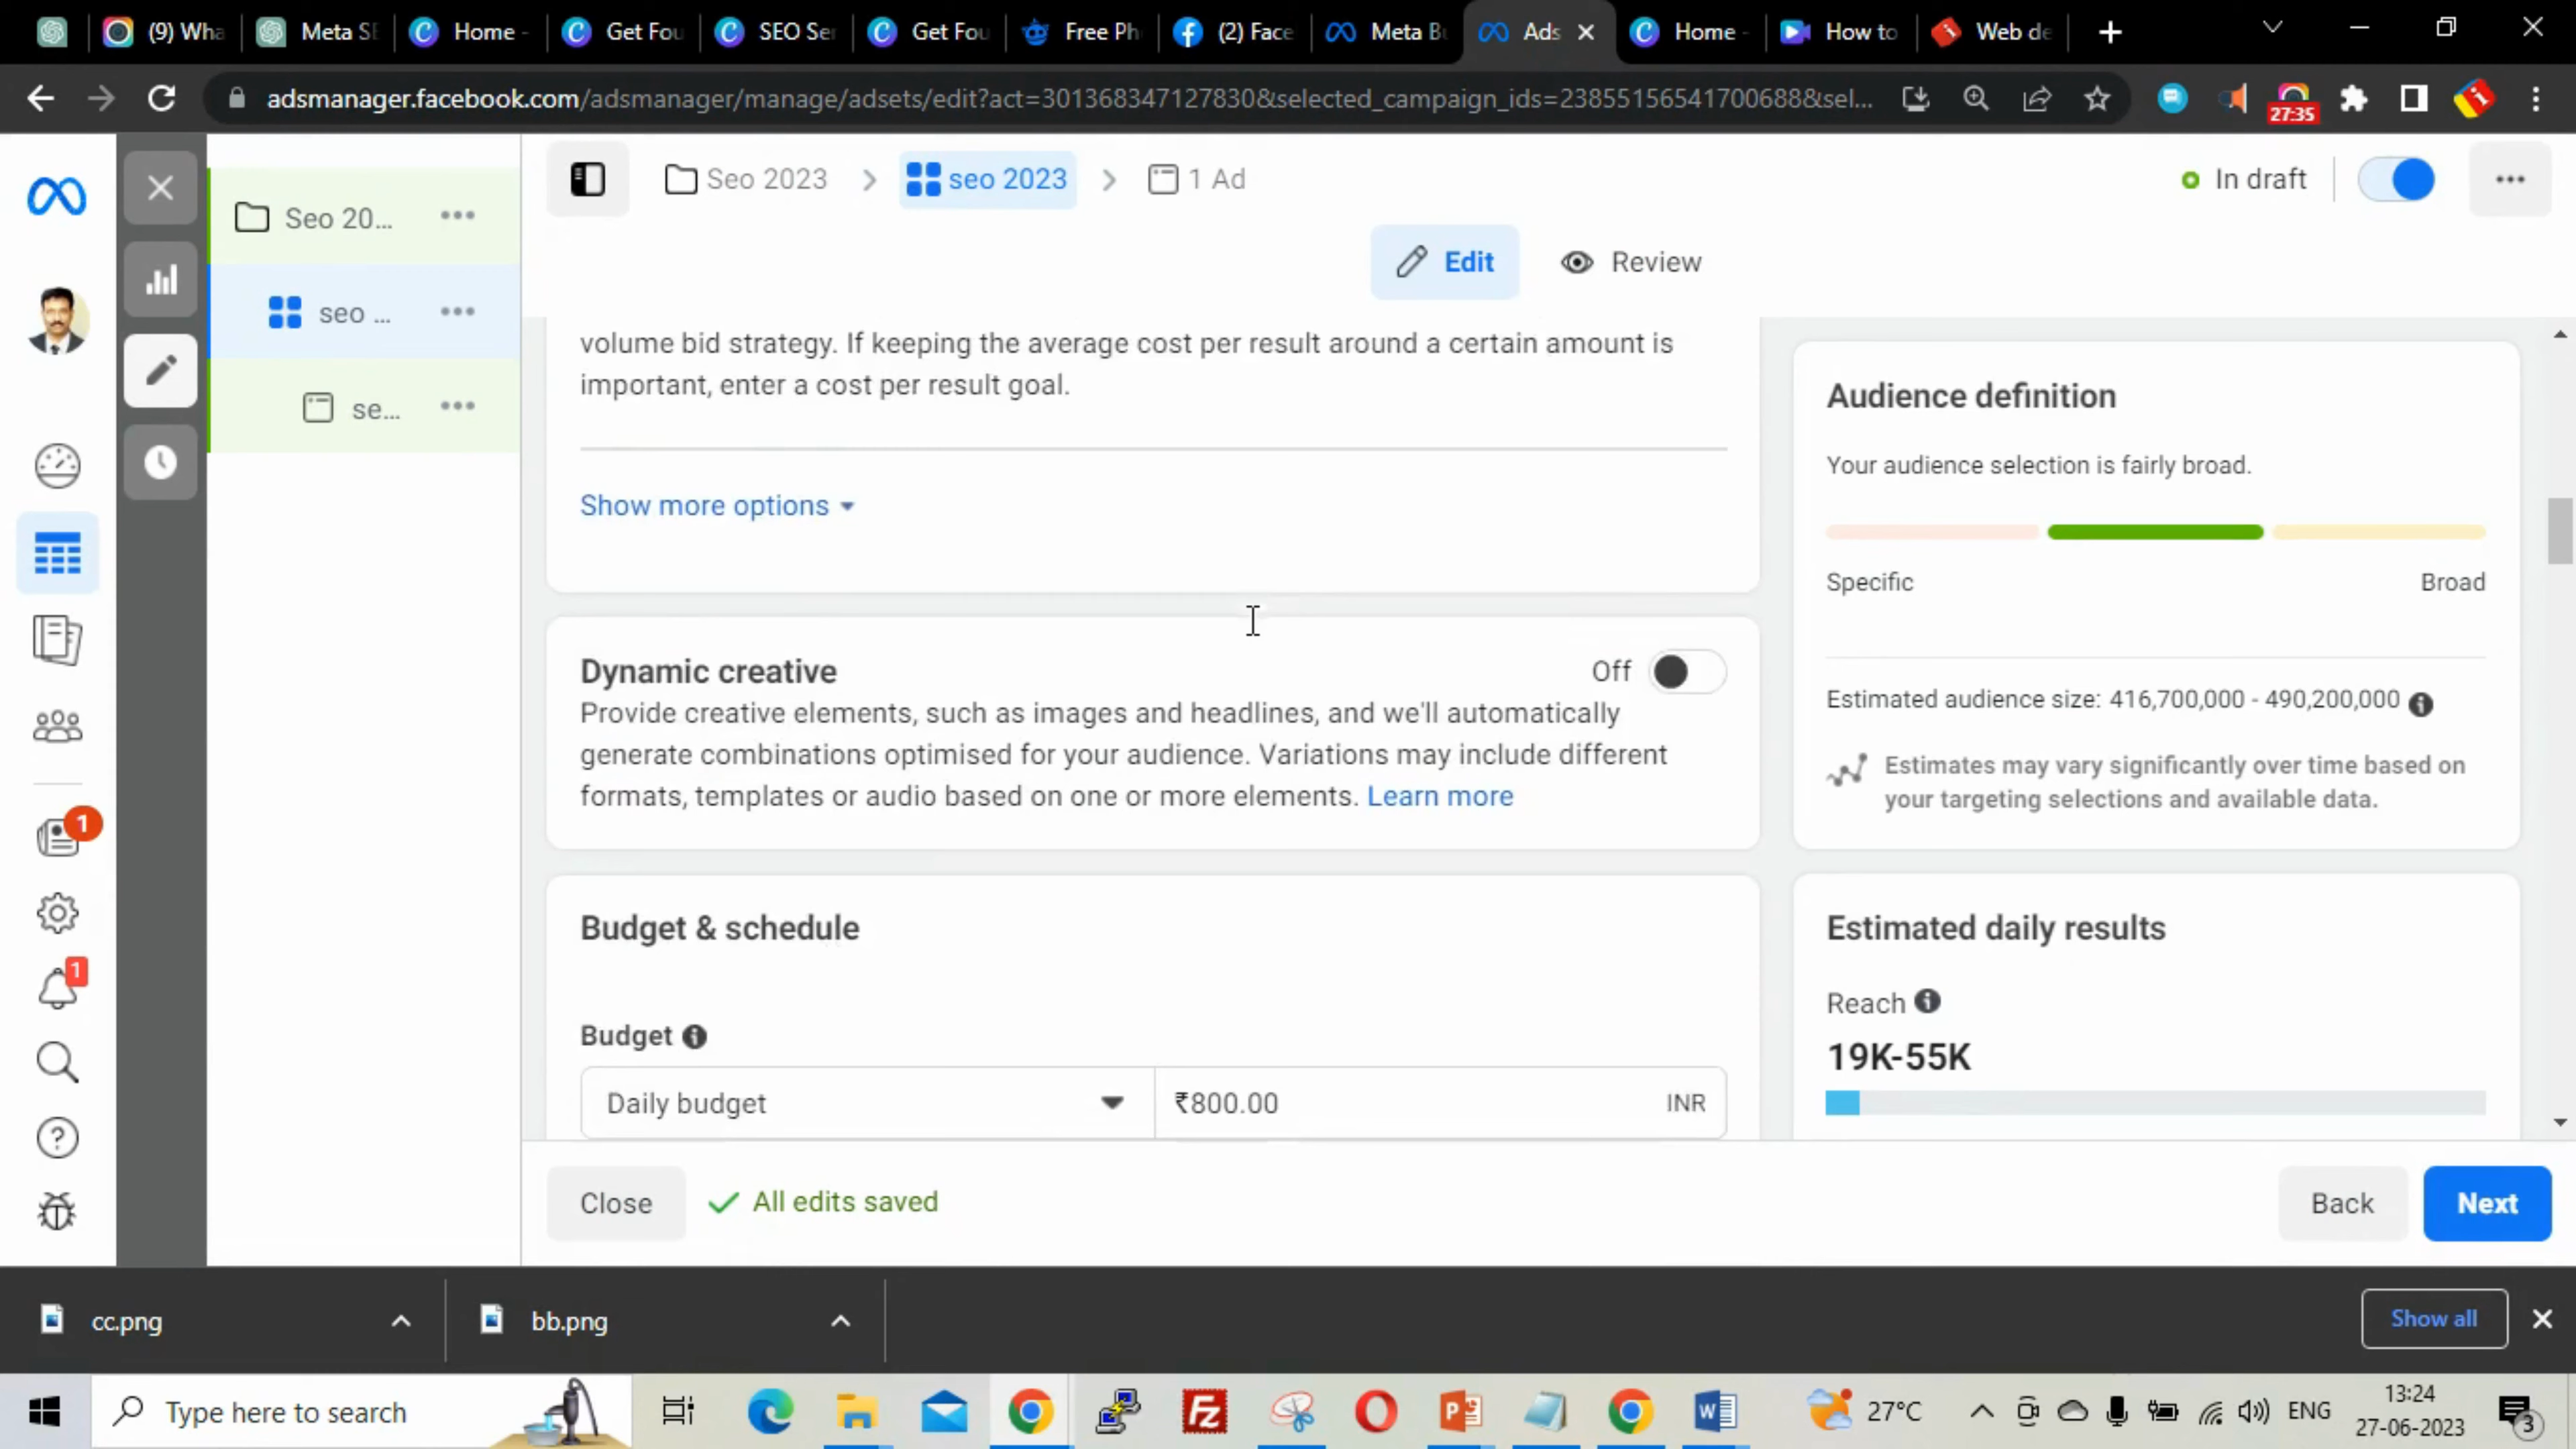 (9) Wha
Meta SE
Home -
Get Fou
SEO Ser
Get Fou
Free Ph
(2) Face
Meta Bu
Ads
Home -
How to
Web de
adsmanager.facebook.com/adsmanager/manage/adsets/edit?act=301368347127830&selected_campaign_ids=23855156541700688&sel...
27:35
Seo 2023
seo 2023
1 Ad
In draft
Seo 20...
seo ...
se...
Edit
Review
volume bid strategy. If keeping the average cost per result around a certain amount is
important, enter a cost per result goal.
Show more options
Dynamic creative
Off
Provide creative elements, such as images and headlines, and we'll automatically
generate combinations optimised for your audience. Variations may include different
formats, templates or audio based on one or more elements. Learn more
Budget & schedule
Budget
Daily budget
₹800.00
INR
Audience definition
Your audience selection is fairly broad.
Specific
Broad
Estimated audience size: 416,700,000 - 490,200,000
Estimates may vary significantly over time based on
your targeting selections and available data.
Estimated daily results
Reach
19K-55K
1
1
Close
All edits saved
Back
Next
cc.png
bb.png
Show all
Type here to search
27°C
ENG
13:24
27-06-2023
3